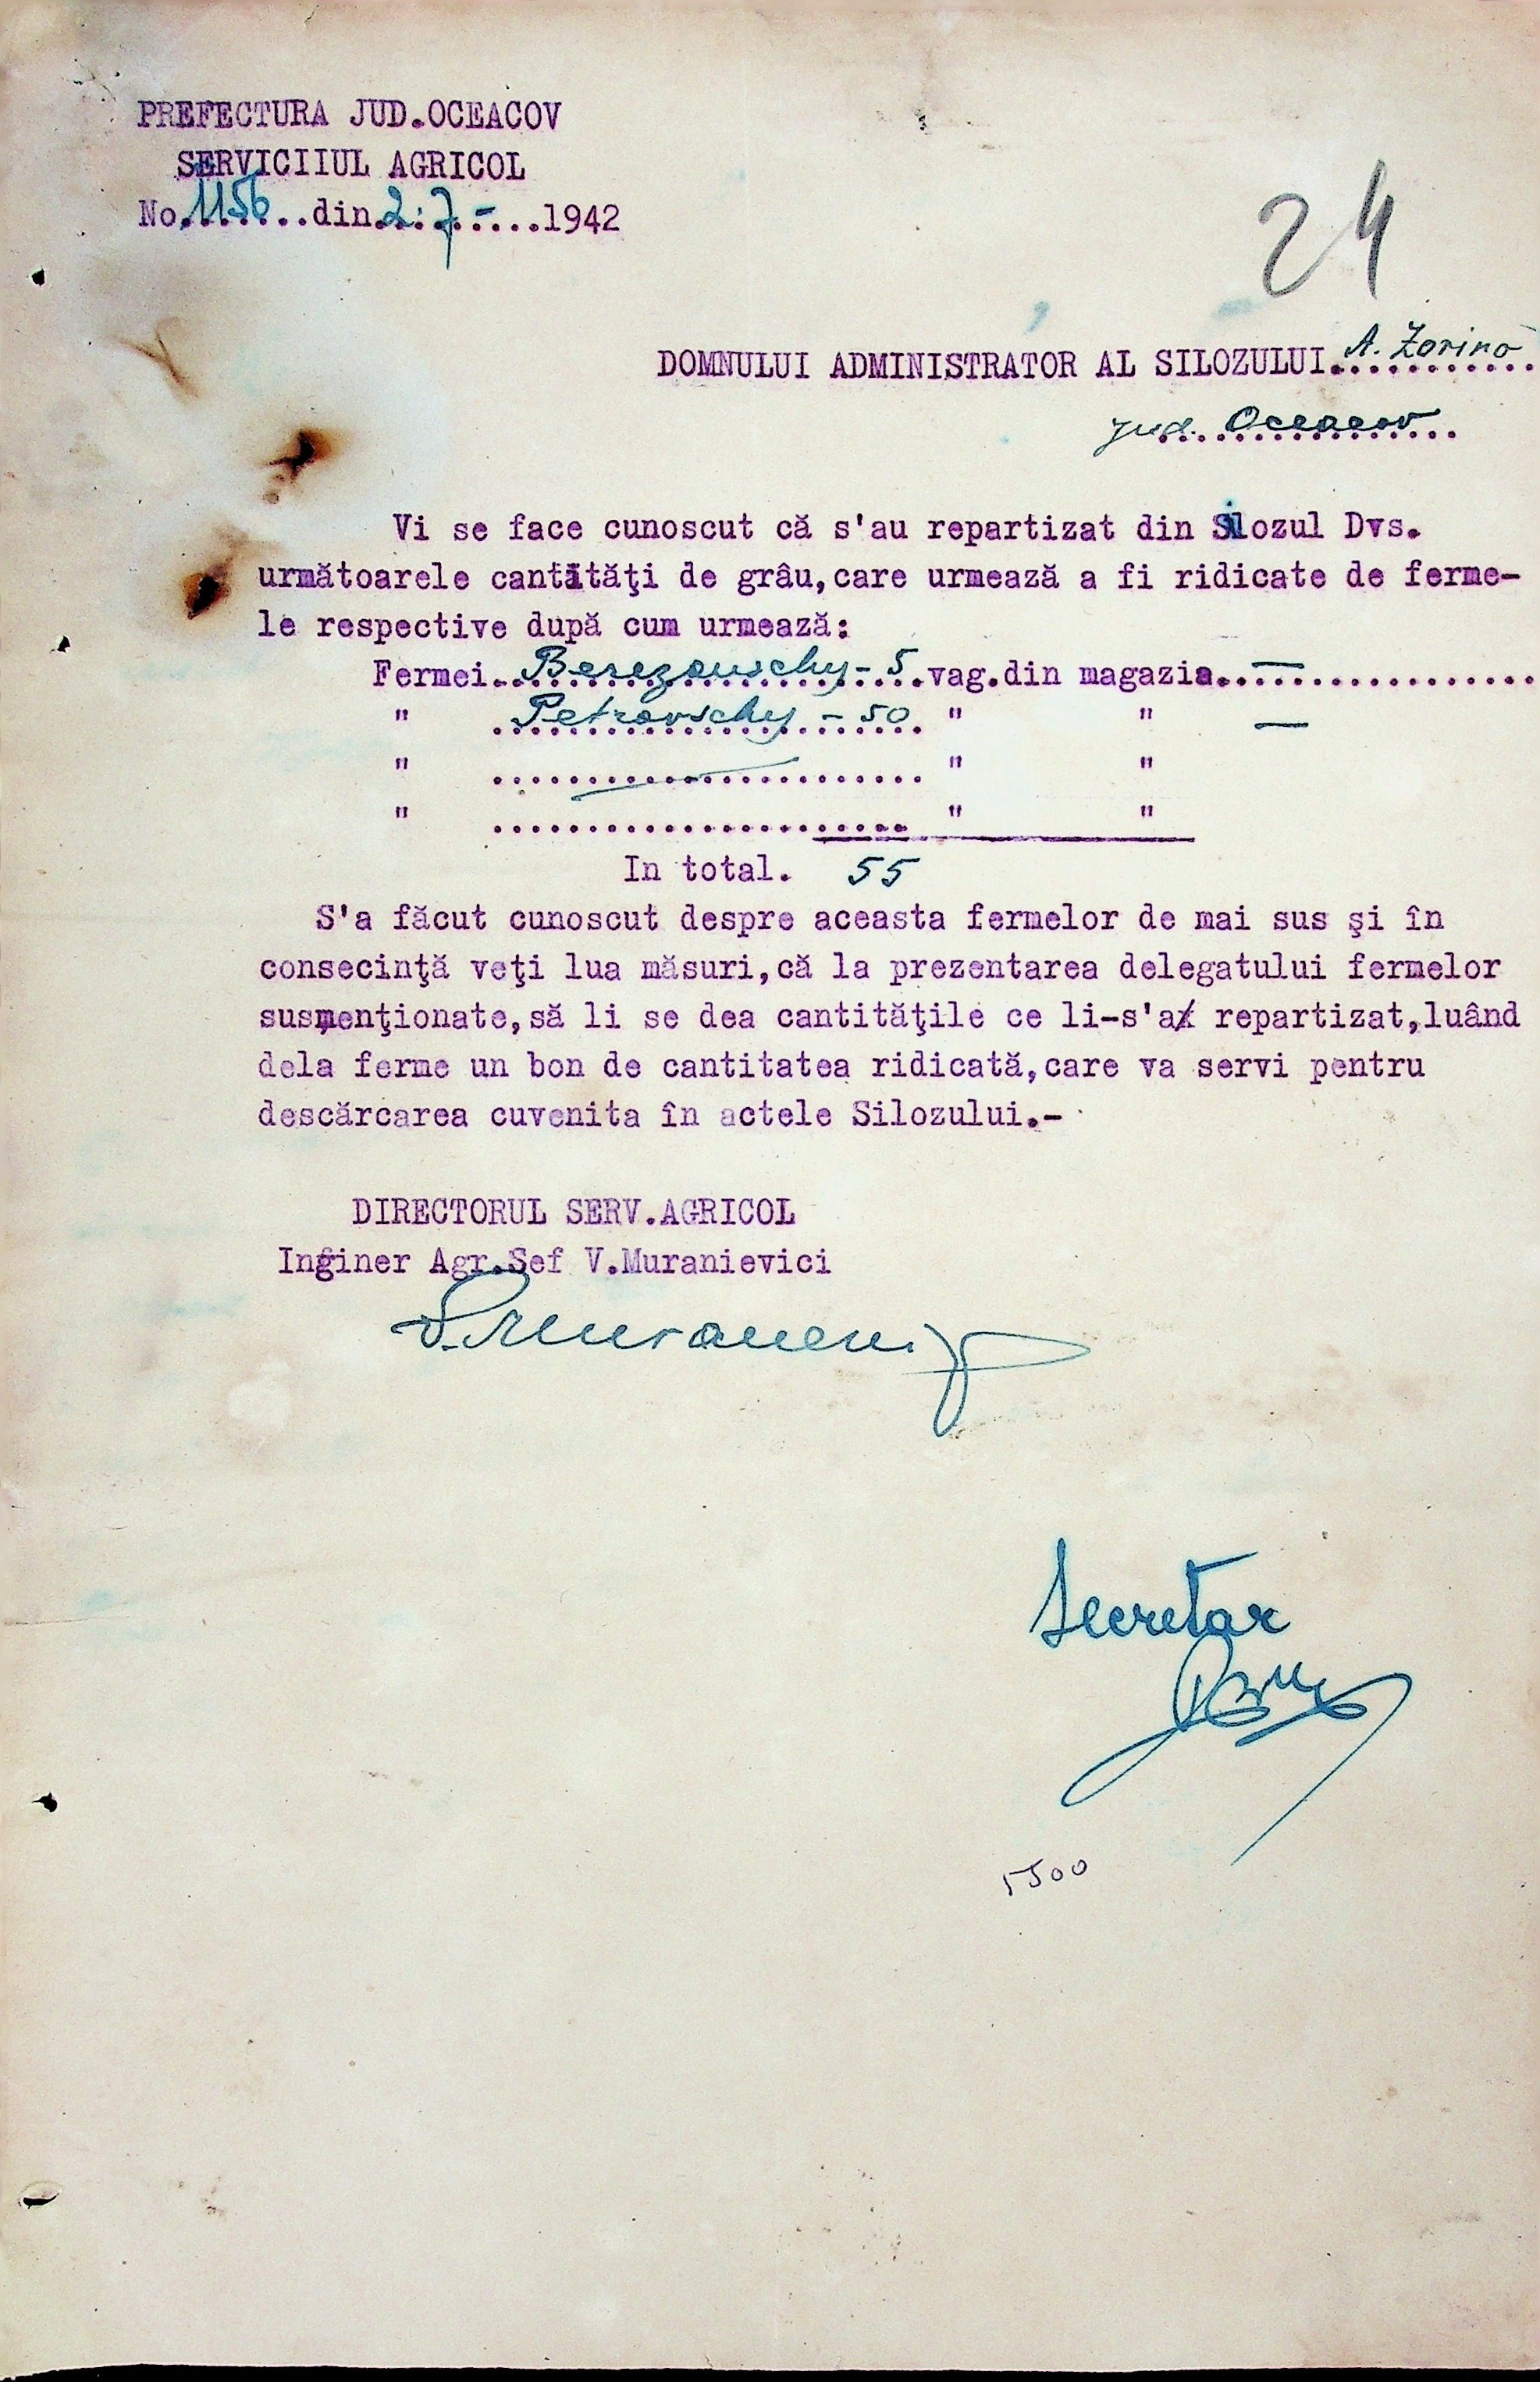 PREFECTURA JUD.OCEACOV
SERVICIIUL AGRICOL
No.1156..din.2.7-....1942
24
DOMNULUI ADMINISTRATOR AL SILOZULUI. A. Zorino
jud. Oceacov
Vi se face cunoscut că s'au repartizat din Silozul Dvs.
următoarele cantităţi de grâu,care urmează a fi ridicate de ferme-
le respective după cum urmează:
Fermei..Berezouschy-5.vag.din magazia..—
" Petrovschy - 50 " " —
" " "
" " "
In total. 55
S'a făcut cunoscut despre aceasta fermelor de mai sus şi în
consecinţă veţi lua măsuri,că la prezentarea delegatului fermelor
susmenţionate,să li se dea cantităţile ce li-s'a repartizat,luând
dela ferme un bon de cantitatea ridicată,care va servi pentru
descărcarea cuvenita în actele Silozului.-
DIRECTORUL SERV.AGRICOL
Inginer Agr.Sef V.Muranievici
Secretar
5500